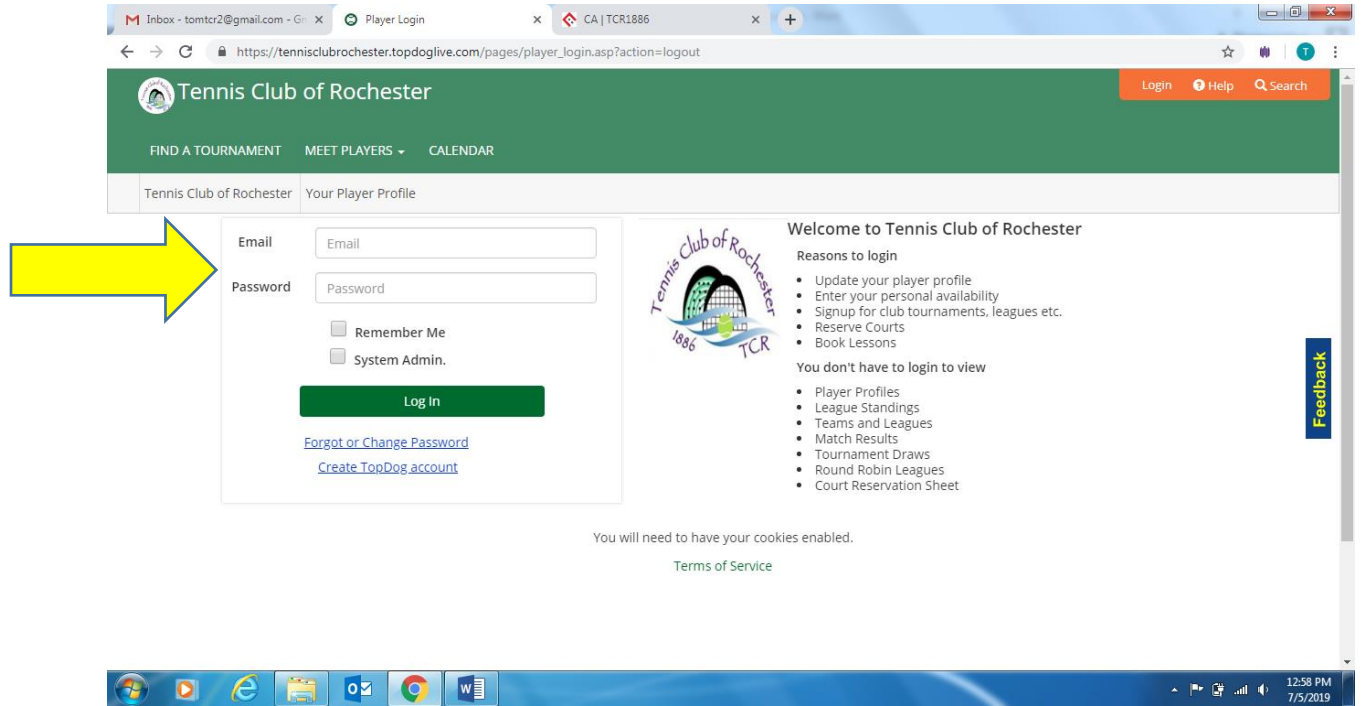 Inbox - tomtcr2@gmail.com - Gm
Player Login
CA | TCR1886
https://tennisclubrochester.topdoglive.com/pages/player_login.asp?action=logout
T
Tennis Club of Rochester
Login Help Search
FIND A TOURNAMENT MEET PLAYERS CALENDAR
Tennis Club of Rochester Your Player Profile
Email Email
Password Password
Remember Me
System Admin.
Log In
Forgot or Change Password
Create TopDog account
Tennis Club of Rochester
1886 TCR
Welcome to Tennis Club of Rochester
Reasons to login
Update your player profile
Enter your personal availability
Signup for club tournaments, leagues etc.
Reserve Courts
Book Lessons
You don't have to login to view
Player Profiles
League Standings
Teams and Leagues
Match Results
Tournament Draws
Round Robin Leagues
Court Reservation Sheet
Feedback
You will need to have your cookies enabled.
Terms of Service
12:58 PM
7/5/2019